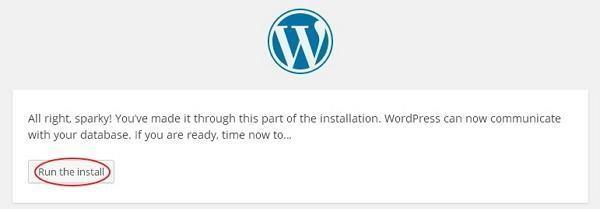 All right, sparky! You've made it through this part of the installation. WordPress can now communicate
with your database. If you are ready, time now to...
Run the install